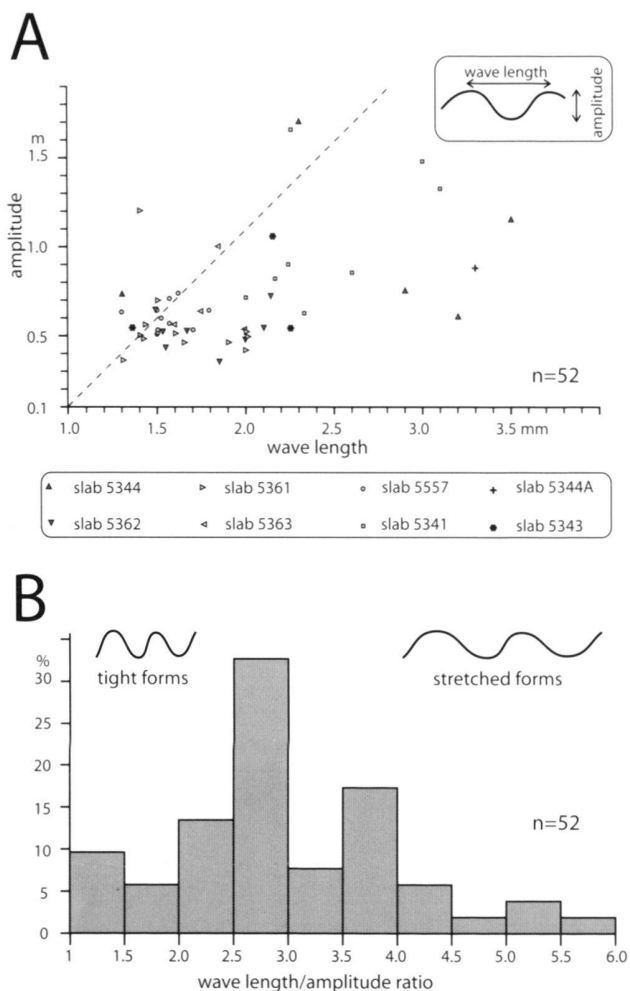 A
wave length
amplitude
m
1.5
1.0
0.5
0.1
amplitude
n=52
1.0 1.5 2.0 2.5 3.0 3.5 mm
wave length
slab 5344 slab 5361 slab 5557 slab 5344A
slab 5362 slab 5363 slab 5341 slab 5343
B
%
30
25
20
15
10
5
0
tight forms
stretched forms
n=52
1 1.5 2.0 2.5 3.0 3.5 4.0 4.5 5.0 5.5 6.0
wave length/amplitude ratio